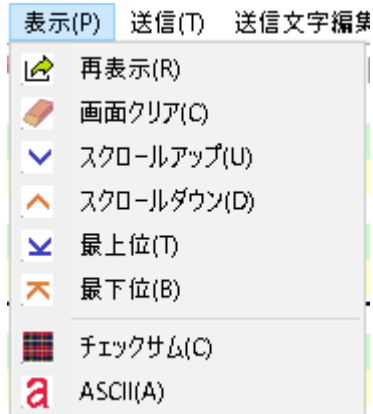 表示(P) 送信(T) 送信文字編集
再表示(R)
画面クリア(C)
スクロールアップ(U)
スクロールダウン(D)
最上位(T)
最下位(B)
チェックサム(C)
ASCII(A)